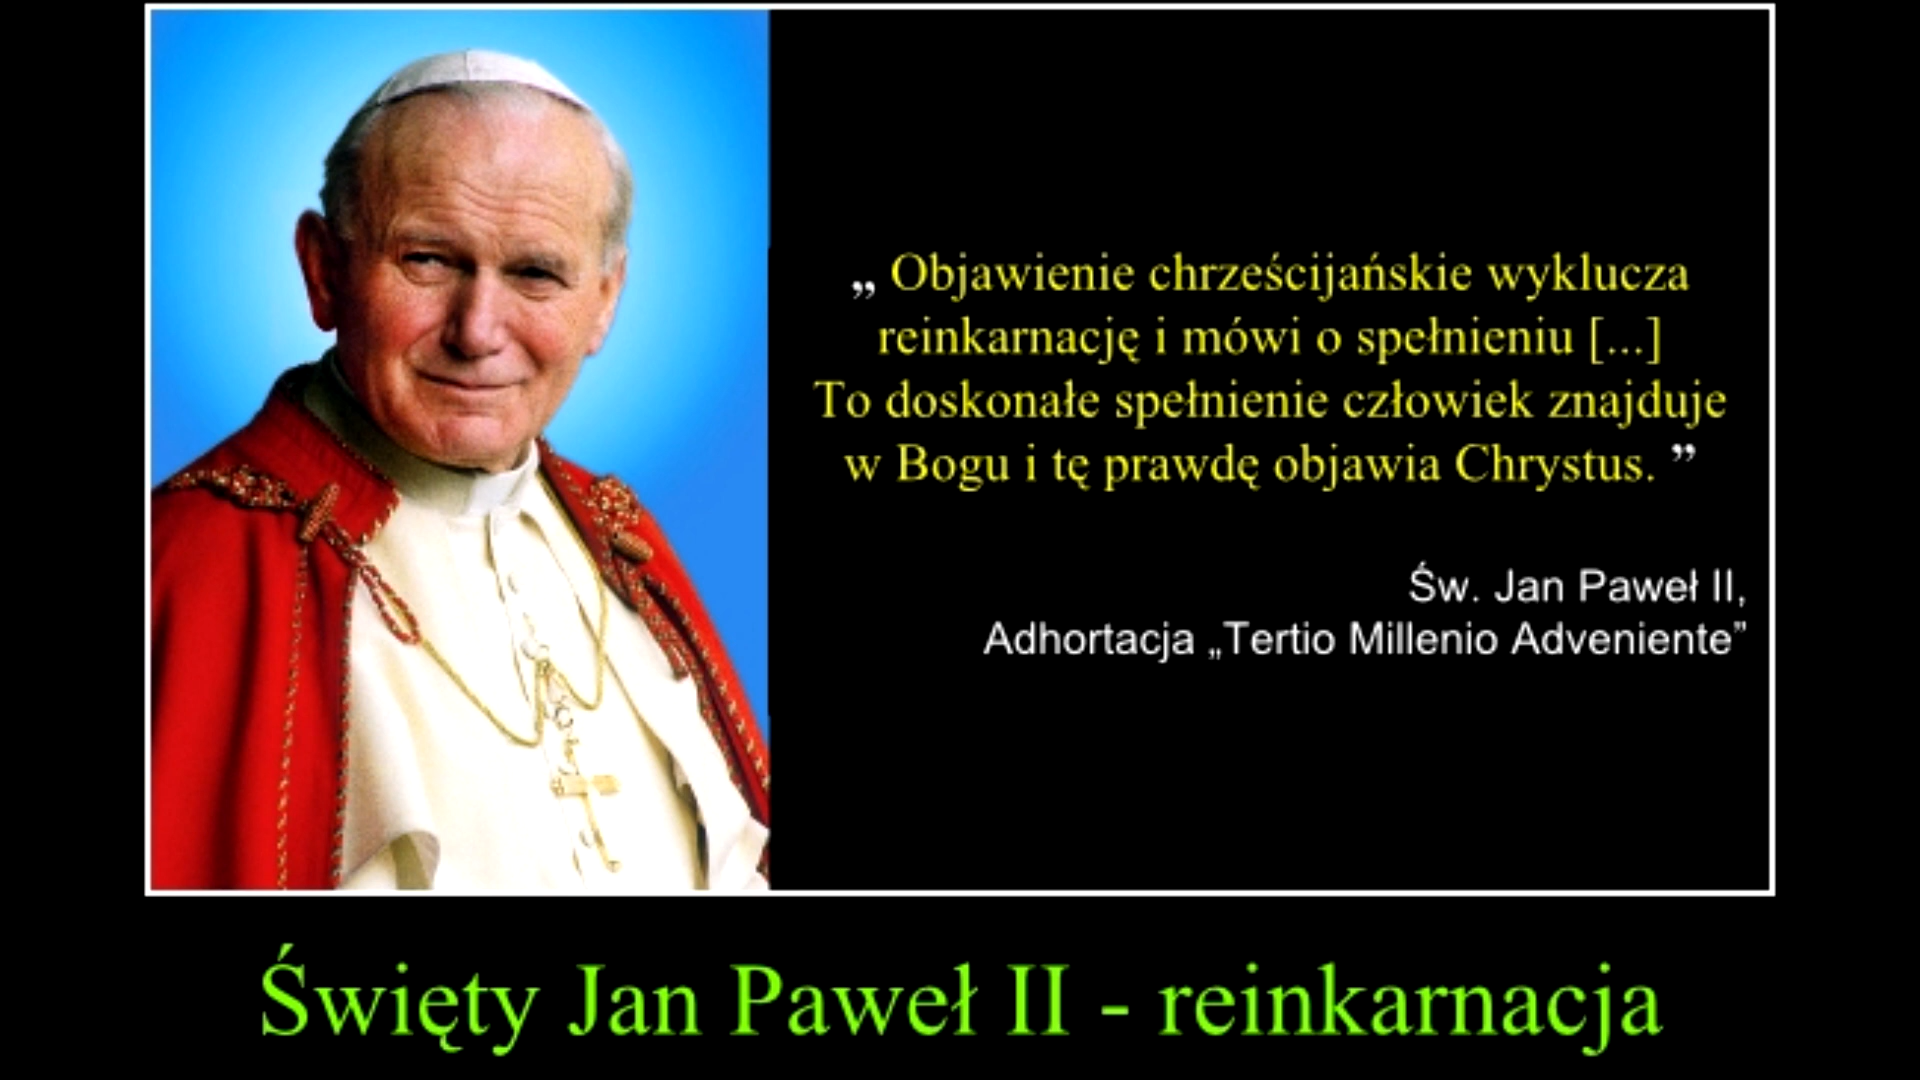 „ Objawienie chrześcijańskie wyklucza
reinkarnację i mówi o spełnieniu [...]
To doskonałe spełnienie człowiek znajduje
w Bogu i tę prawdę objawia Chrystus. ”
Św. Jan Paweł II,
Adhortacja „Tertio Millenio Adveniente”
Święty Jan Paweł II - reinkarnacja